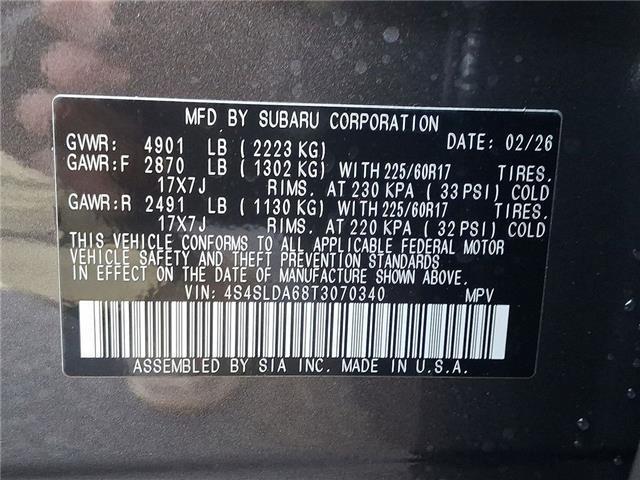 MFD BY SUBARU CORPORATION
GVWR: 4901 LB ( 2223 KG) DATE: 02/26
GAWR:F 2870 LB ( 1302 KG) WITH 225/60R17 TIRES.
17X7J RIMS. AT 230 KPA ( 33 PSI) COLD
GAWR:R 2491 LB ( 1130 KG) WITH 225/60R17 TIRES.
17X7J RIMS. AT 220 KPA ( 32 PSI) COLD
THIS VEHICLE CONFORMS TO ALL APPLICABLE FEDERAL MOTOR
VEHICLE SAFETY AND THEFT PREVENTION STANDARDS
IN EFFECT ON THE DATE OF MANUFACTURE SHOWN ABOVE.
VIN: 4S4SLDA68T3070340 MPV
ASSEMBLED BY SIA INC. MADE IN U.S.A.